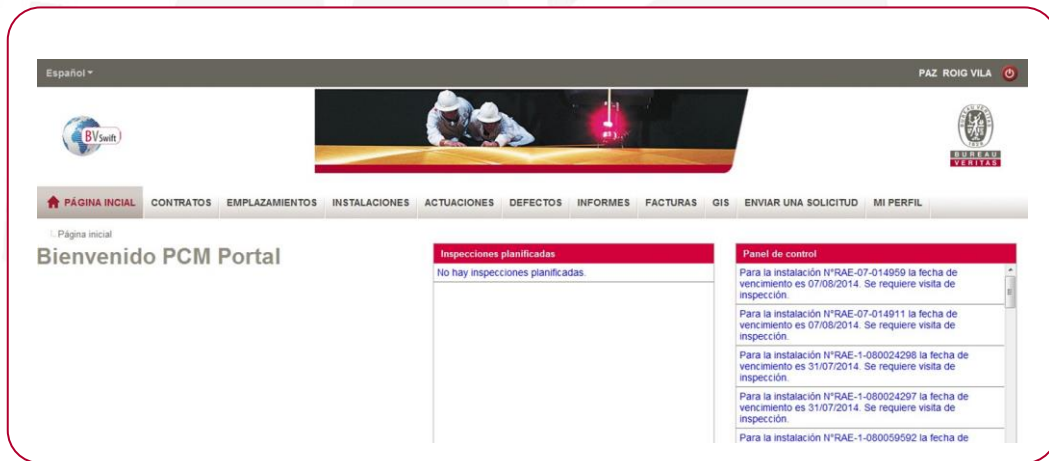 Español
PAZ ROIG VILA
BV Swift
BUREAU VERITAS
1828
BUREAU
VERITAS
PÁGINA INCIAL CONTRATOS EMPLAZAMIENTOS INSTALACIONES ACTUACIONES DEFECTOS INFORMES FACTURAS GIS ENVIAR UNA SOLICITUD MI PERFIL
Página inicial
Bienvenido PCM Portal
Inspecciones planificadas
No hay inspecciones planificadas.
Panel de control
Para la instalación N°RAE-07-014959 la fecha de
vencimiento es 07/08/2014. Se requiere visita de
inspección.
Para la instalación N°RAE-07-014911 la fecha de
vencimiento es 07/08/2014. Se requiere visita de
inspección.
Para la instalación N°RAE-1-080024298 la fecha de
vencimiento es 31/07/2014. Se requiere visita de
inspección.
Para la instalación N°RAE-1-080024297 la fecha de
vencimiento es 31/07/2014. Se requiere visita de
inspección.
Para la instalación N°RAE-1-080059592 la fecha de